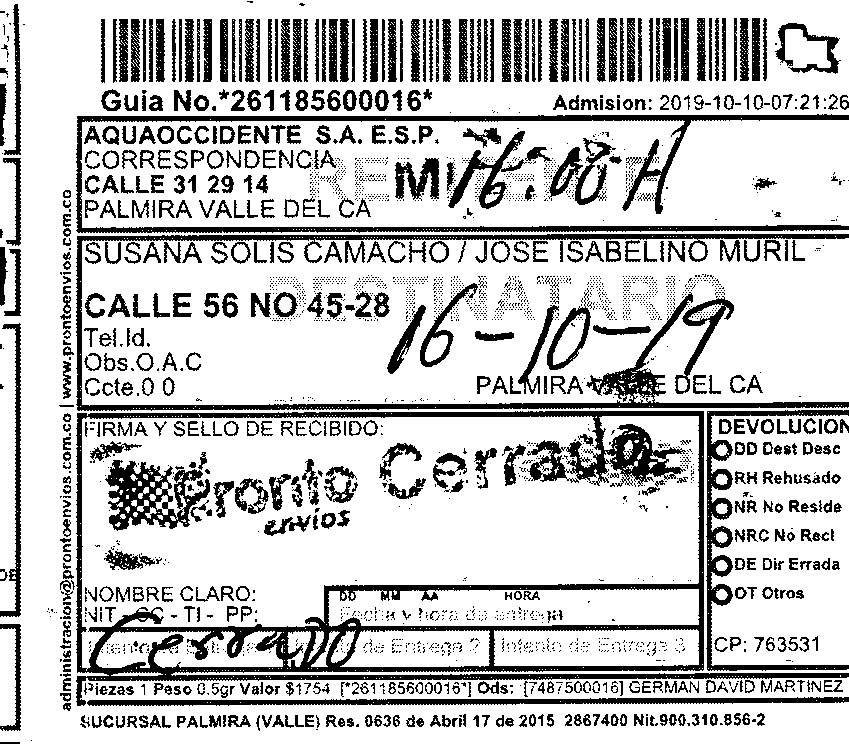 Guia No.*261185600016*
Admision: 2019-10-10-07:21:26
AQUAOCCIDENTE S.A. E.S.P.
CORRESPONDENCIA
CALLE 31 29 14
PALMIRA VALLE DEL CA
REMITENTE
16:00 H
SUSANA SOLIS CAMACHO / JOSE ISABELINO MURIL
DESTINATARIO
CALLE 56 NO 45-28
16-10-19
Tel.Id.
Obs.O.A.C
Ccte.0 0
PALMIRA VALLE DEL CA
www.prontoenvios.com.co
administracion@prontoenvios.com.co
FIRMA Y SELLO DE RECIBIDO:
Pronto envios
Cerrado
NOMBRE CLARO:
NIT - CC - TI - PP:
DD MM AA HORA
Fecha y hora de entrega
Cerrado
de Entrega 2
Intento de Entrega 3
DEVOLUCION
DD Dest Desc
RH Rehusado
NR No Reside
NRC No Recl
DE Dir Errada
OT Otros
CP: 763531
Piezas 1 Peso 0.5gr Valor $1754 [*261185600016*] Ods: [7487500016] GERMAN DAVID MARTINEZ
SUCURSAL PALMIRA (VALLE) Res. 0636 de Abril 17 de 2015 2867400 Nit.900.310.856-2